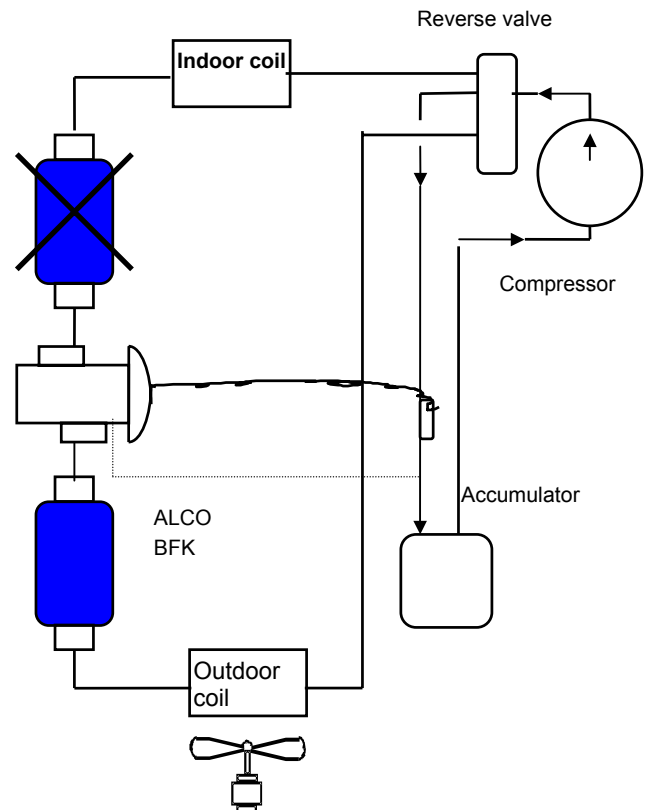 Reverse valve
Indoor coil
Compressor
Accumulator
ALCO
BFK
Outdoor
coil